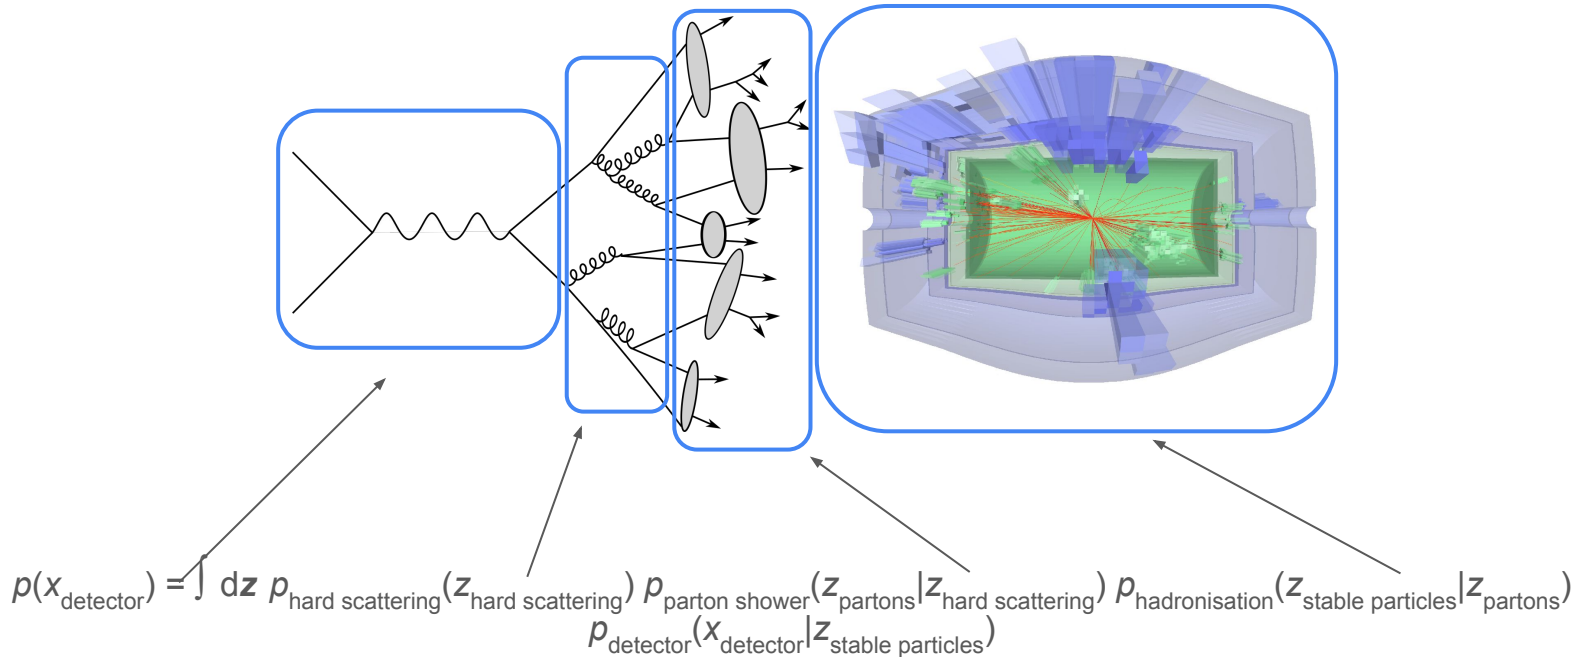 p(x_detector) = ∫ dz p_hard scattering(z_hard scattering) p_parton shower(z_partons|z_hard scattering) p_hadronisation(z_stable particles|z_partons)
p_detector(x_detector|z_stable particles)